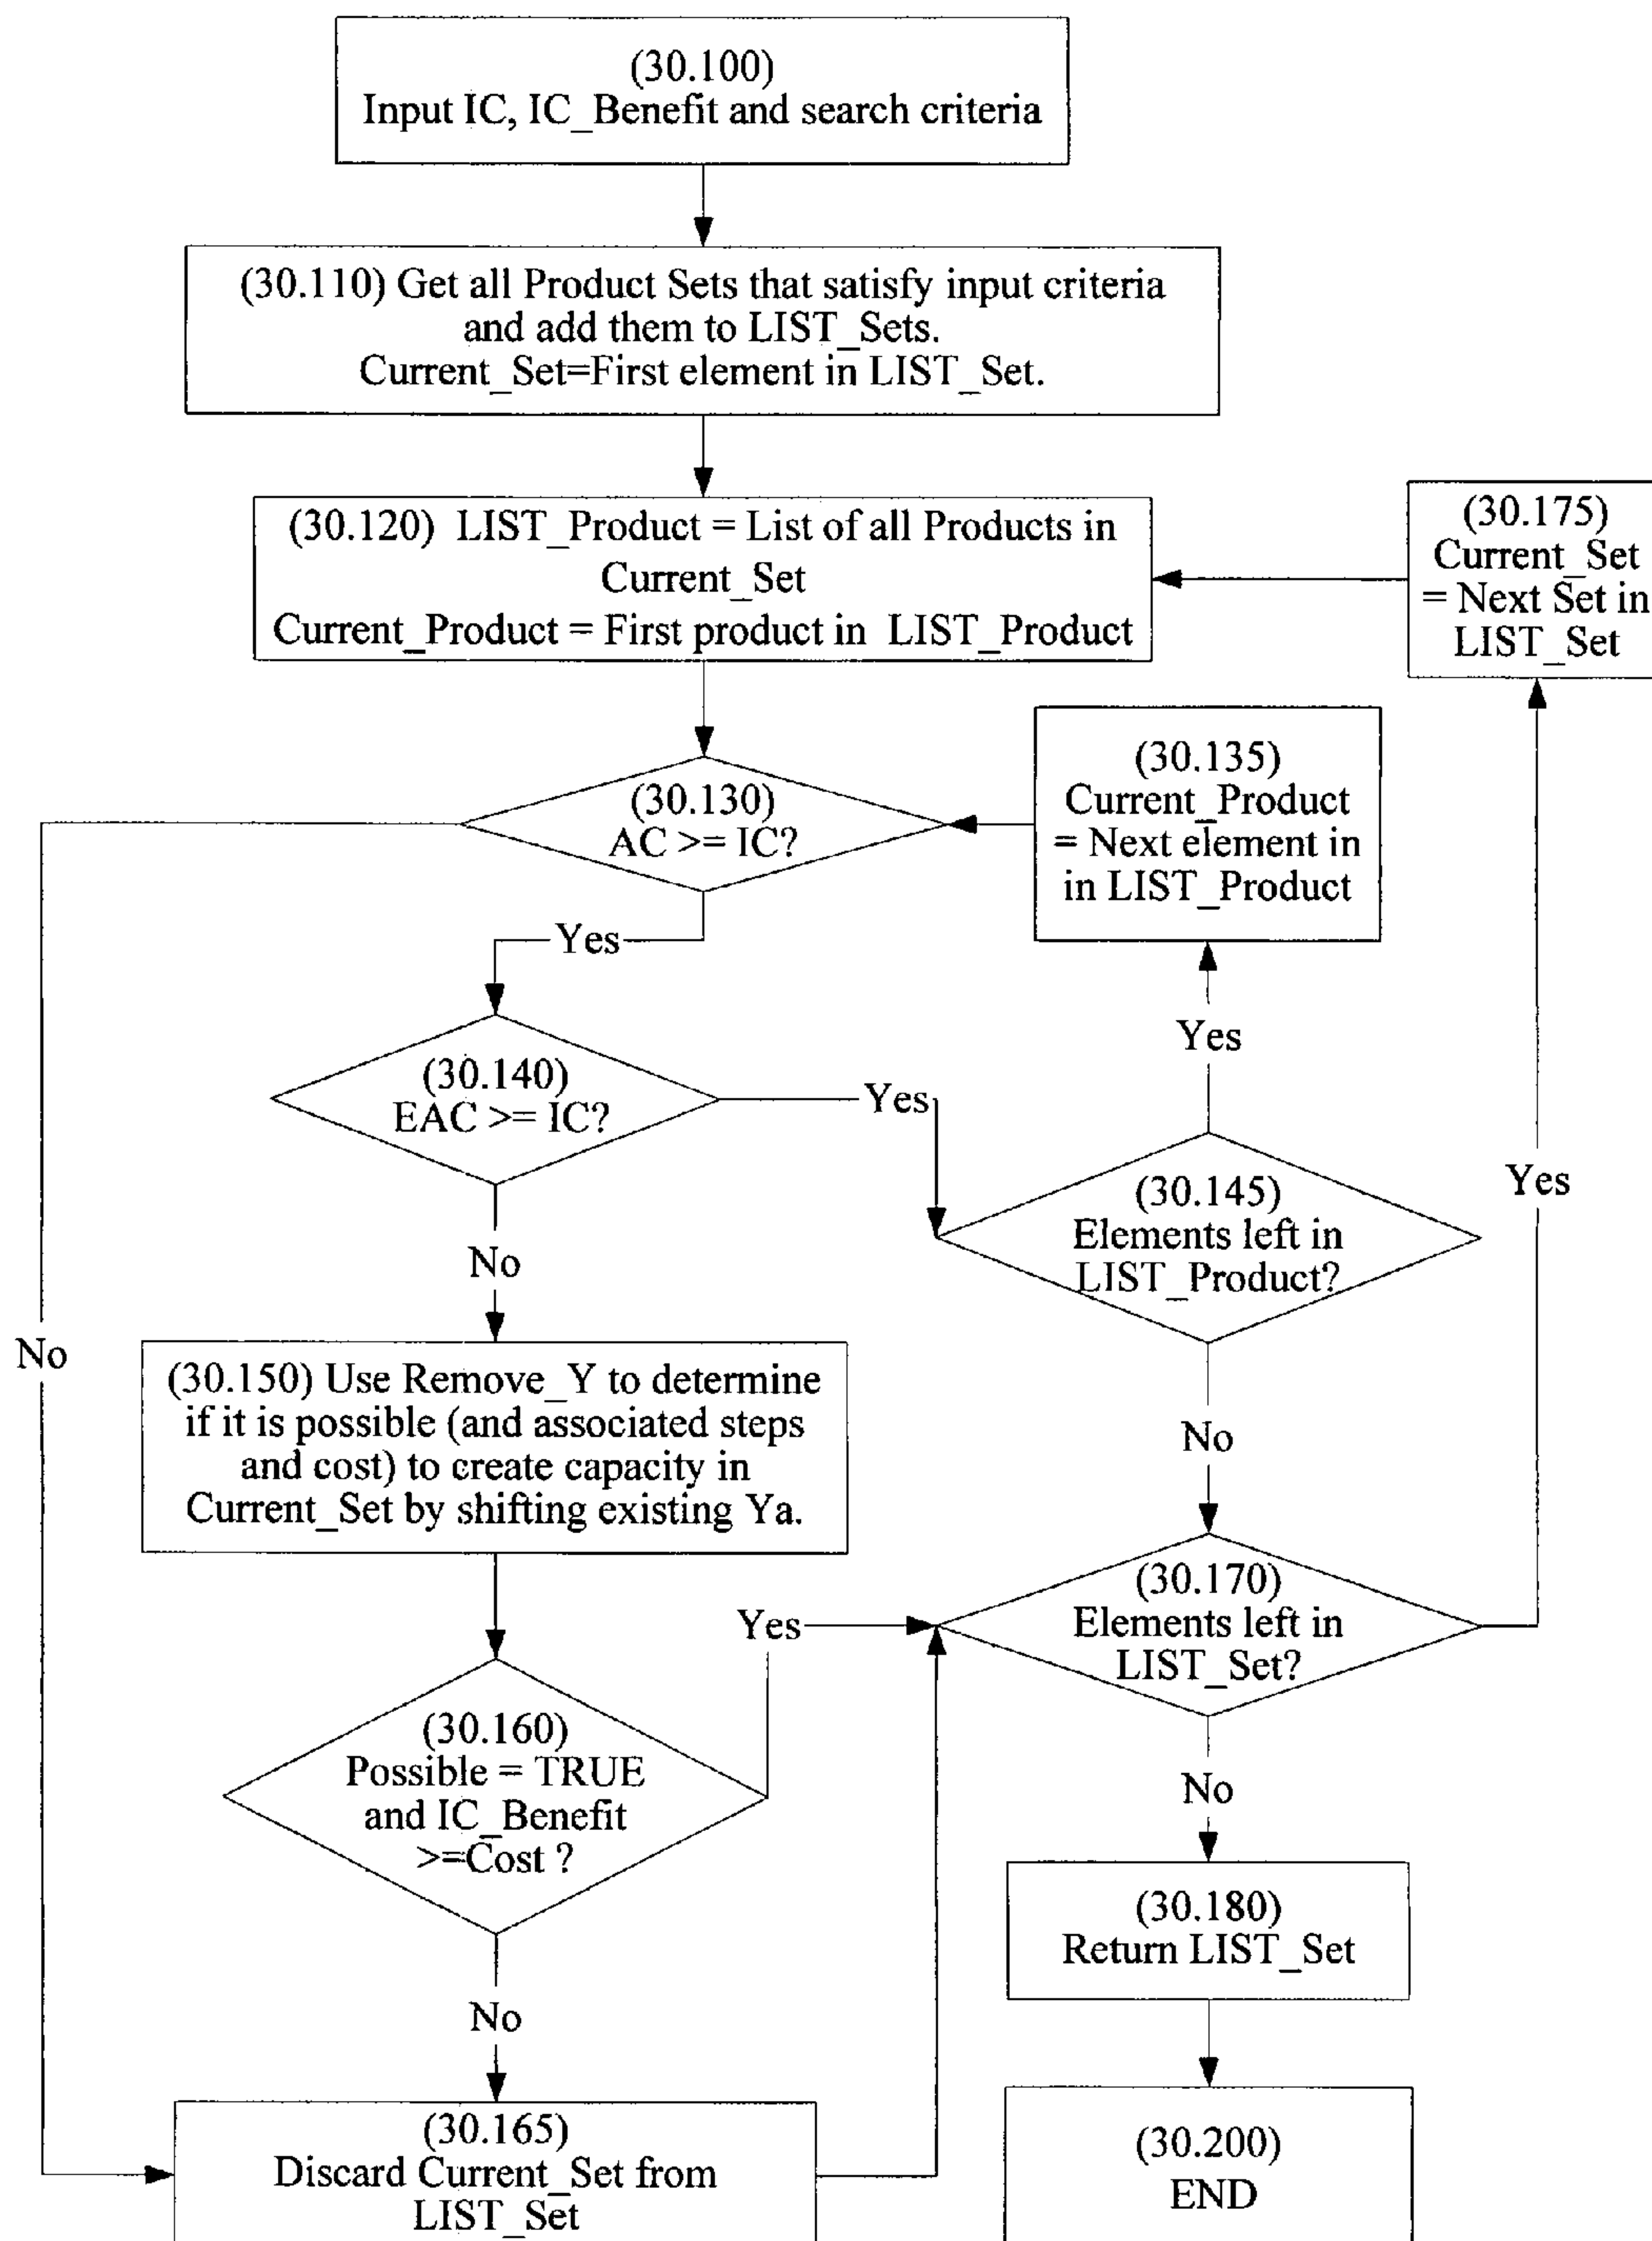 (30.100)
Input IC, IC_Benefit and search criteria
(30.110) Get all Product Sets that satisfy input criteria
and add them to LIST_Sets.
Current_Set=First element in LIST_Set.
(30.120) LIST_Product = List of all Products in
Current_Set
Current_Product = First product in LIST_Product
(30.175)
Current_Set
= Next Set in
LIST_Set
(30.130)
AC >= IC?
(30.135)
Current_Product
= Next element in
in LIST_Product
Yes
(30.140)
EAC >= IC?
Yes
Yes
(30.145)
Elements left in
LIST_Product?
Yes
No
No
(30.150) Use Remove_Y to determine
if it is possible (and associated steps
and cost) to create capacity in
Current_Set by shifting existing Ya.
No
(30.160)
Possible = TRUE
and IC_Benefit
>=Cost ?
Yes
(30.170)
Elements left in
LIST_Set?
No
(30.180)
Return LIST_Set
No
(30.165)
Discard Current_Set from
LIST_Set
(30.200)
END